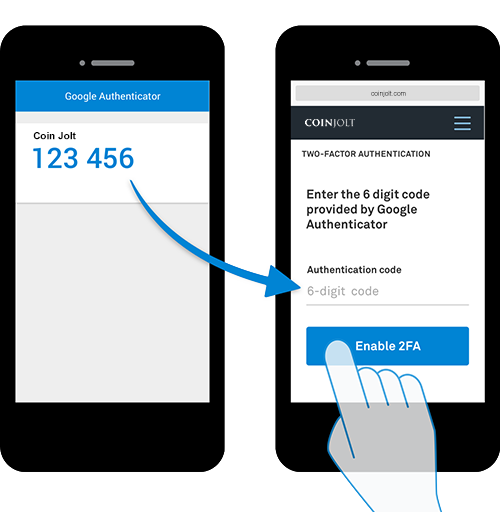 Google Authenticator
Coin Jolt
123 456
coinjolt.com
COINJOLT
TWO-FACTOR AUTHENTICATION
Enter the 6 digit code
provided by Google
Authenticator
Authentication code
6-digit code
Enable 2FA